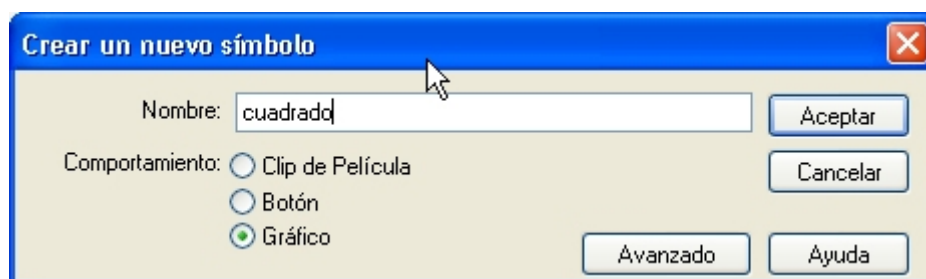 Crear un nuevo símbolo
Nombre: cuadrado Aceptar
Comportamiento: Clip de Película Cancelar
Botón
Gráfico
Avanzado Ayuda